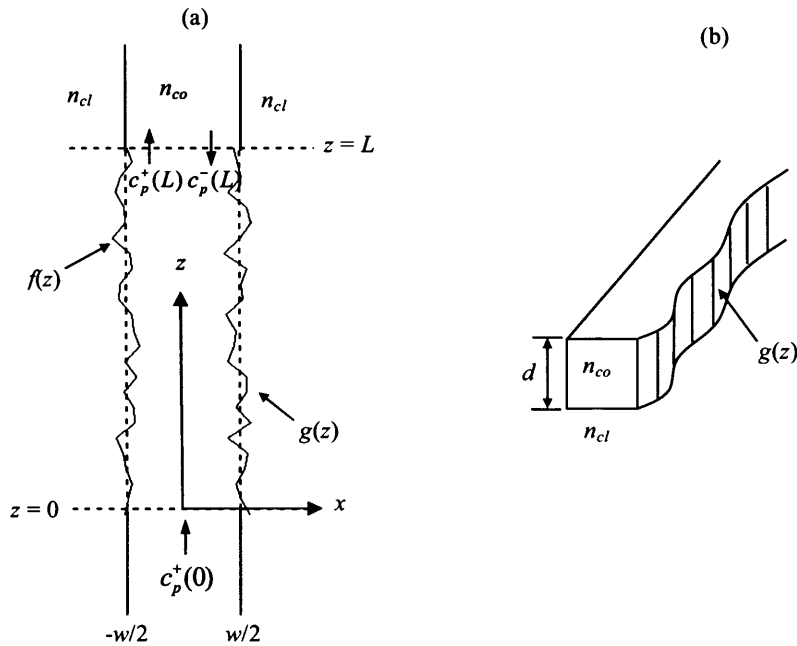 (a)
n_cl
n_co
n_cl
z = L
c_p^+(L) c_p^-(L)
f(z)
z
g(z)
z = 0
x
c_p^+(0)
-w/2
w/2
(b)
d
n_co
n_cl
g(z)